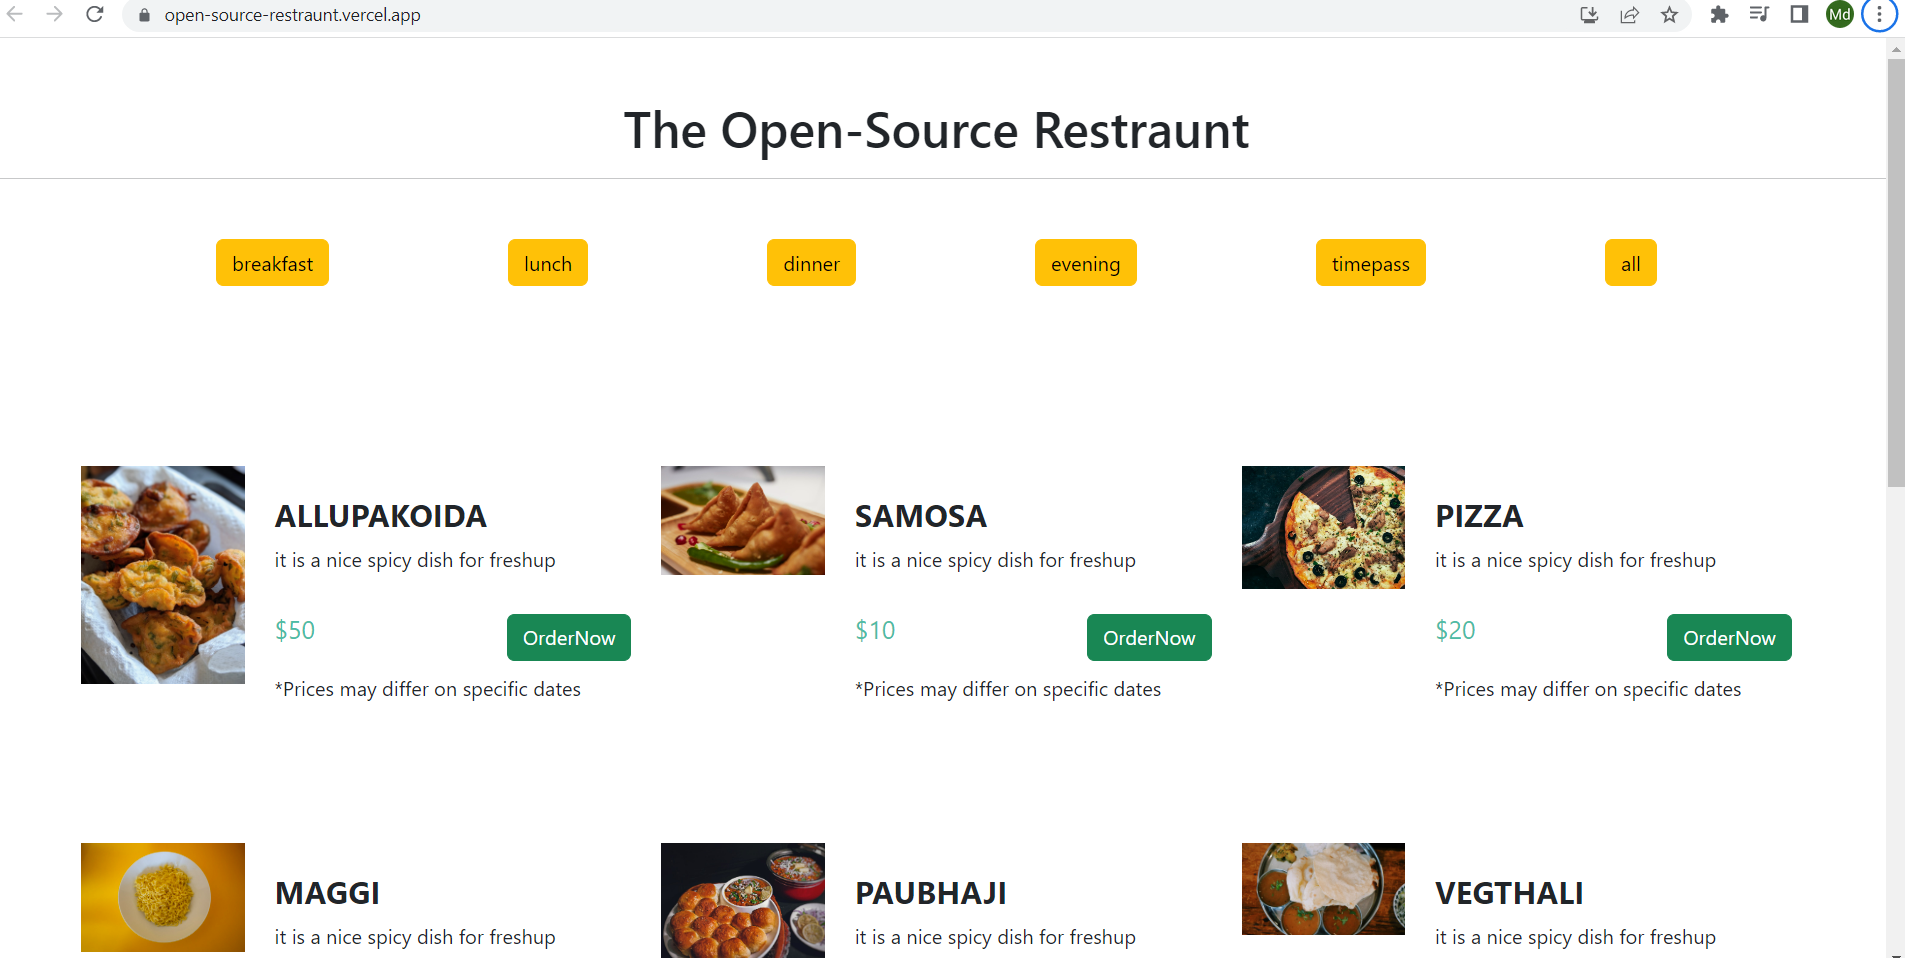 open-source-restraunt.vercel.app
Md
The Open-Source Restraunt
breakfast lunch dinner evening timepass all
ALLUPAKOIDA SAMOSA PIZZA
it is a nice spicy dish for freshup it is a nice spicy dish for freshup it is a nice spicy dish for freshup
$50 OrderNow $10 OrderNow $20 OrderNow
*Prices may differ on specific dates *Prices may differ on specific dates *Prices may differ on specific dates
MAGGI PAUBHAJI VEGTHALI
it is a nice spicy dish for freshup it is a nice spicy dish for freshup it is a nice spicy dish for freshup